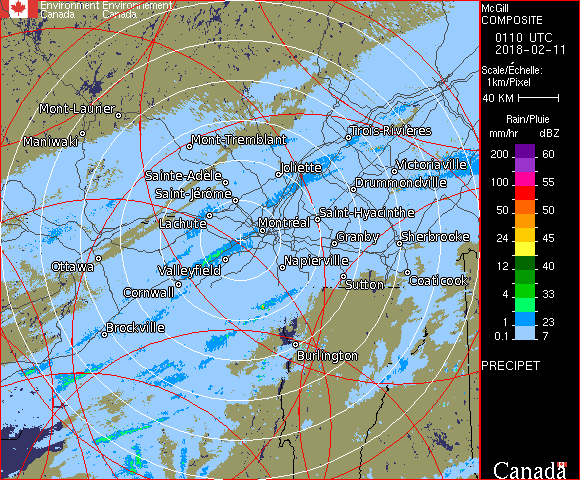 Environment Environnement
Canada Canada
McGill
COMPOSITE
0110 UTC
2018-02-11
Scale/Échelle:
1km/Pixel
40 KM
Rain/Pluie
mm/hr dBZ
200 60
100 55
50 50
24 45
12 40
4 33
1 23
0.1 7
PRECIPET
Canada
Mont-Laurier
Maniwaki
Mont-Tremblant
Trois-Rivières
Joliette
Victoriaville
Sainte-Adèle
Drummondville
Saint-Jérôme
Saint-Hyacinthe
Lachute
Montréal
Granby
Sherbrooke
Ottawa
Valleyfield
Napierville
Sutton
Coaticook
Cornwall
Brockville
Burlington